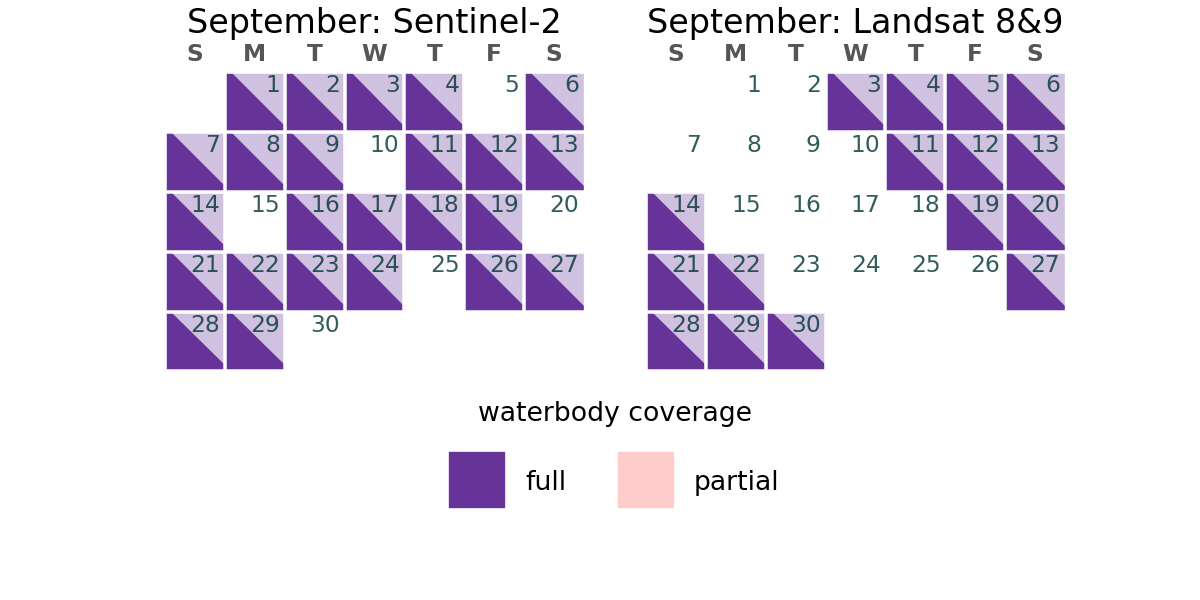 September: Sentinel-2
S M T W T F S
1 2 3 4 5 6
7 8 9 10 11 12 13
14 15 16 17 18 19 20
21 22 23 24 25 26 27
28 29 30
September: Landsat 8&9
S M T W T F S
1 2 3 4 5 6
7 8 9 10 11 12 13
14 15 16 17 18 19 20
21 22 23 24 25 26 27
28 29 30
waterbody coverage
full partial